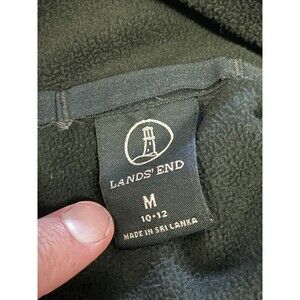 LANDS' END
M
10-12
MADE IN SRI LANKA